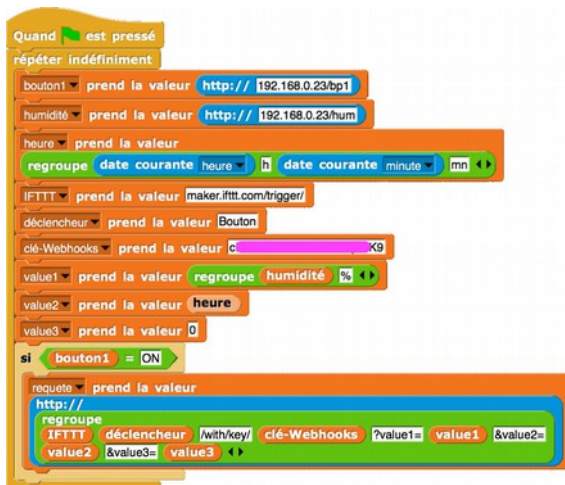 Quand est pressé
répéter indéfiniment
bouton1 prend la valeur http:// 192.168.0.23/bp1
humidité prend la valeur http:// 192.168.0.23/hum
heure prend la valeur
regroupe date courante heure h date courante minute mn
IFTTT prend la valeur maker.ifttt.com/trigger/
déclencheur prend la valeur Bouton
clé-Webhooks prend la valeur c K9
value1 prend la valeur regroupe humidité %
value2 prend la valeur heure
value3 prend la valeur 0
si bouton1 = ON
requete prend la valeur
http://
regroupe
IFTTT déclencheur /with/key/ clé-Webhooks ?value1= value1 &value2=
value2 &value3= value3